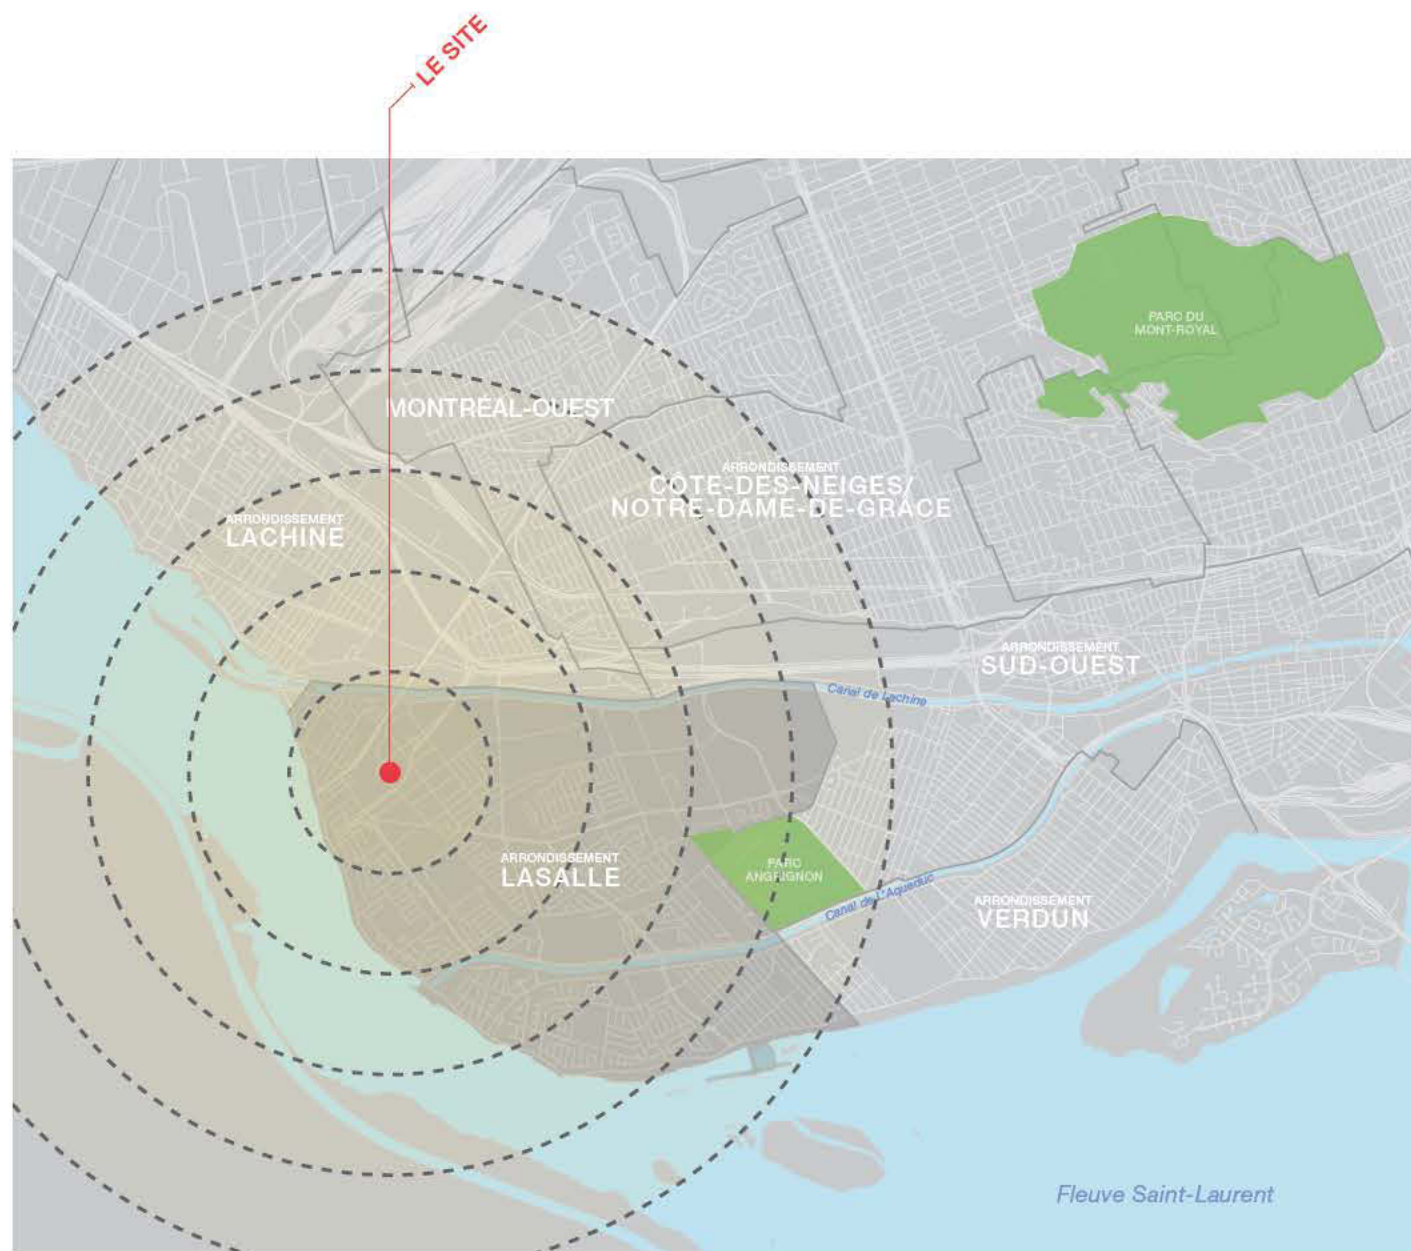 LE SITE
PARC DU
MONT-ROYAL
MONTRÉAL-OUEST
ARRONDISSEMENT
CÔTE-DES-NEIGES/
NOTRE-DAME-DE-GRÂCE
ARRONDISSEMENT
LACHINE
ARRONDISSEMENT
SUD-OUEST
Canal de Lachine
ARRONDISSEMENT
LASALLE
PARC
ANGRIGNON
Canal de L'Aqueduc
ARRONDISSEMENT
VERDUN
Fleuve Saint-Laurent